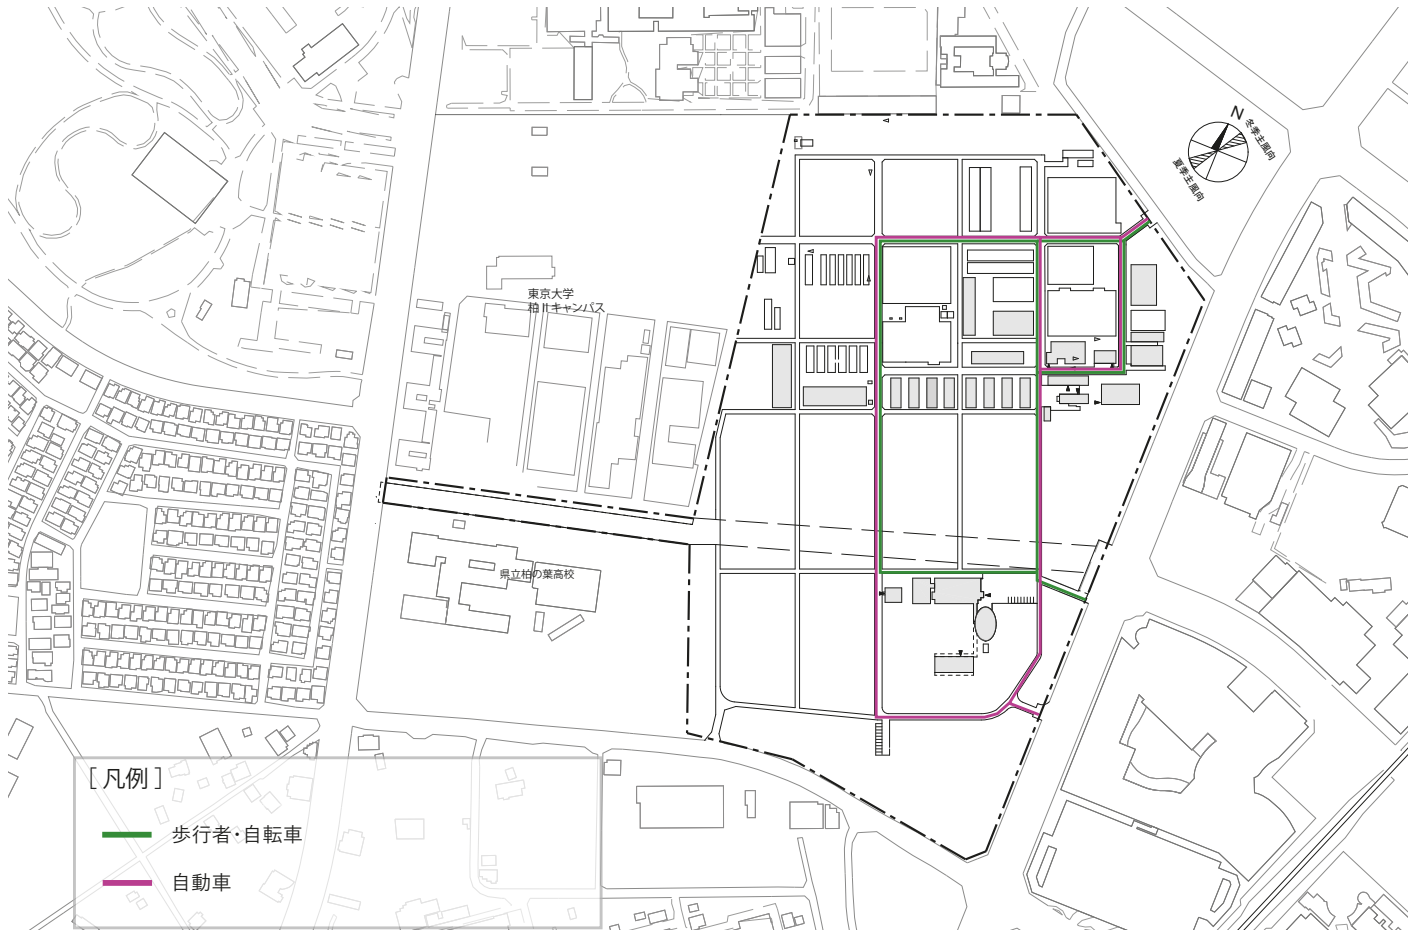 N
冬季主風向
夏季主風向
東京大学
柏IIキャンパス
県立柏の葉高校
[凡例]
歩行者・自転車
自動車